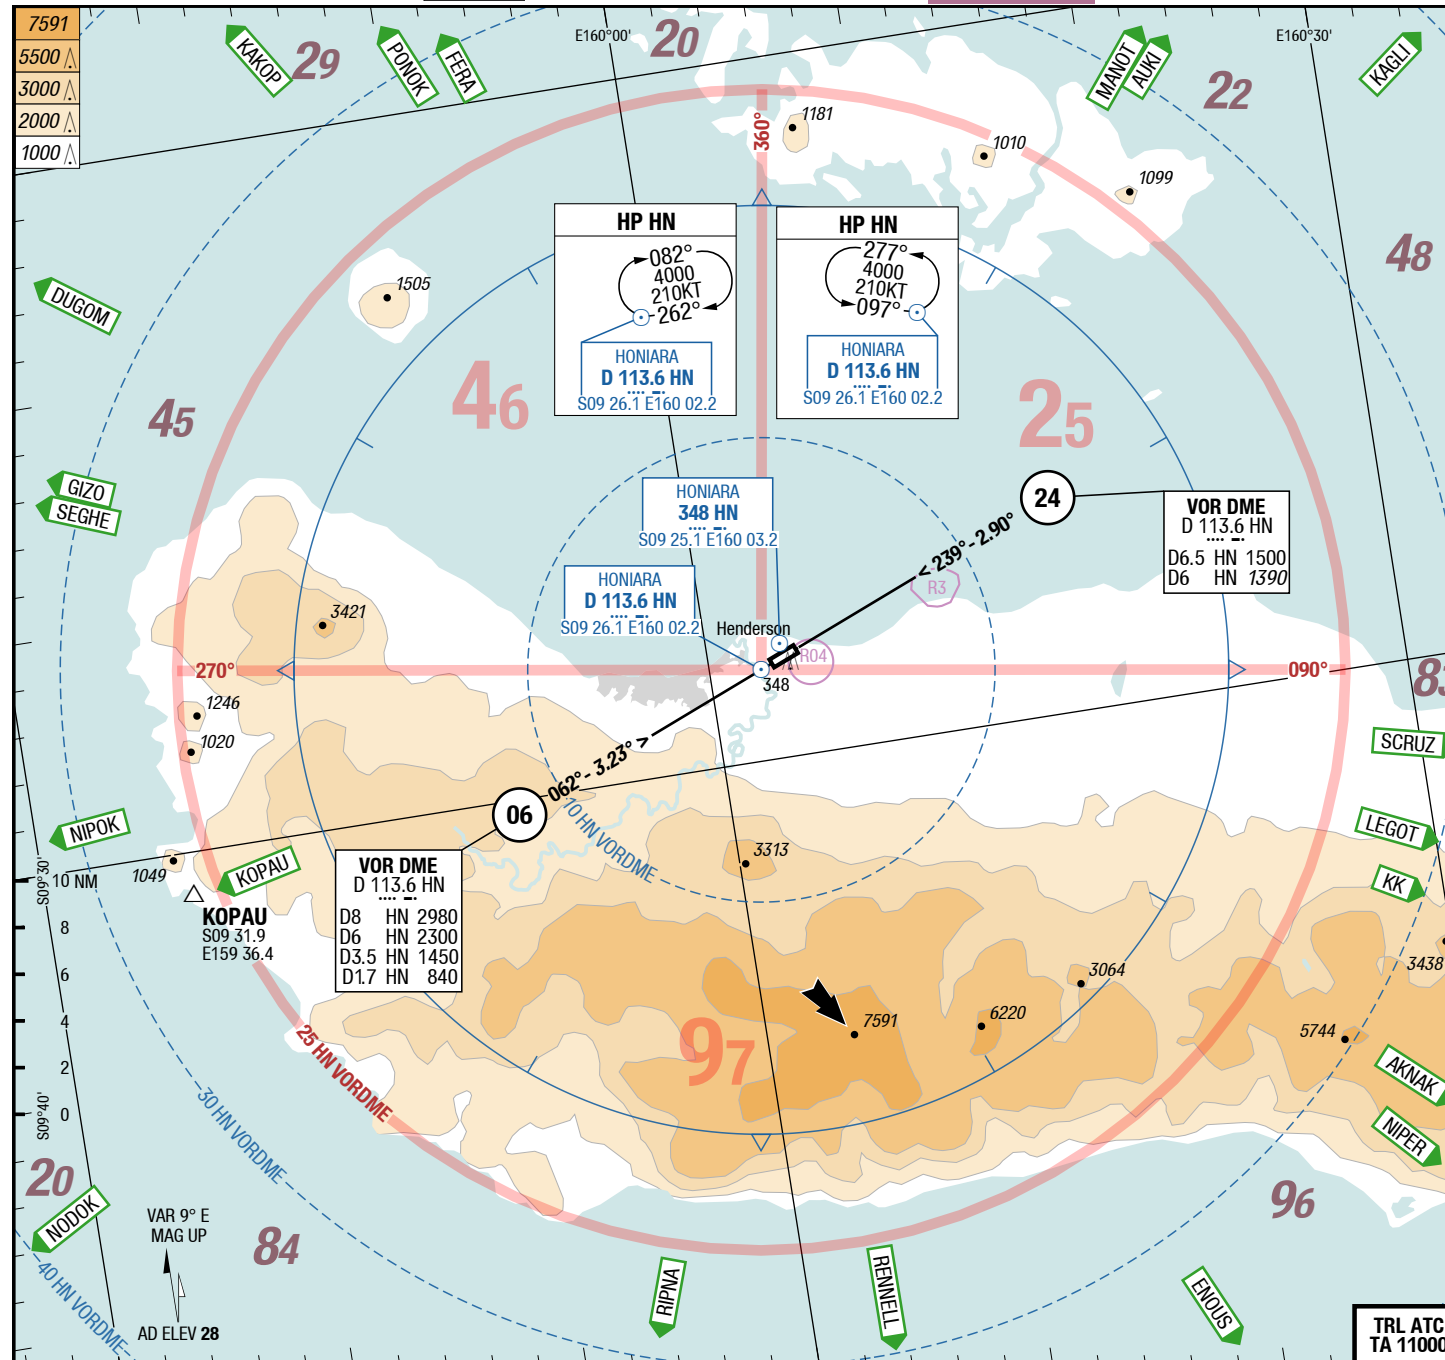 7591
5500
3000
2000
1000
KAKOP
29
PONOK
FERA
E160°00'
20
MANOT
AUKI
22
E160°30'
KAGLI
1181
360°
1010
1099
48
DUGOM
1505
HP HN
082°
4000
210KT
262°
HONIARA
D 113.6 HN
S09 26.1 E160 02.2
HP HN
277°
4000
210KT
097°
HONIARA
D 113.6 HN
S09 26.1 E160 02.2
45
46
25
GIZO
SEGHE
HONIARA
348 HN
S09 25.1 E160 03.2
24
VOR DME
D 113.6 HN
D6.5 HN 1500
D6 HN 1390
< 239° - 2.90°
R3
HONIARA
D 113.6 HN
S09 26.1 E160 02.2
Henderson
R04
348
3421
270°
090°
1246
1020
SCRUZ
062° - 3.23° >
06
10 HN VORDME
NIPOK
LEGOT
KK
1049
KOPAU
KOPAU
S09 31.9
E159 36.4
VOR DME
D 113.6 HN
D8 HN 2980
D6 HN 2300
D3.5 HN 1450
D1.7 HN 840
3313
S09°30'
10 NM
8
6
4
2
0
S09°40'
3064
3438
7591
6220
5744
97
25 HN VORDME
30 HN VORDME
AKNAK
NIPER
20
NODOK
VAR 9° E
MAG UP
AD ELEV 28
84
96
40 HN VORDME
RIPNA
RENNELL
ENOUS
TRL ATC
TA 11000